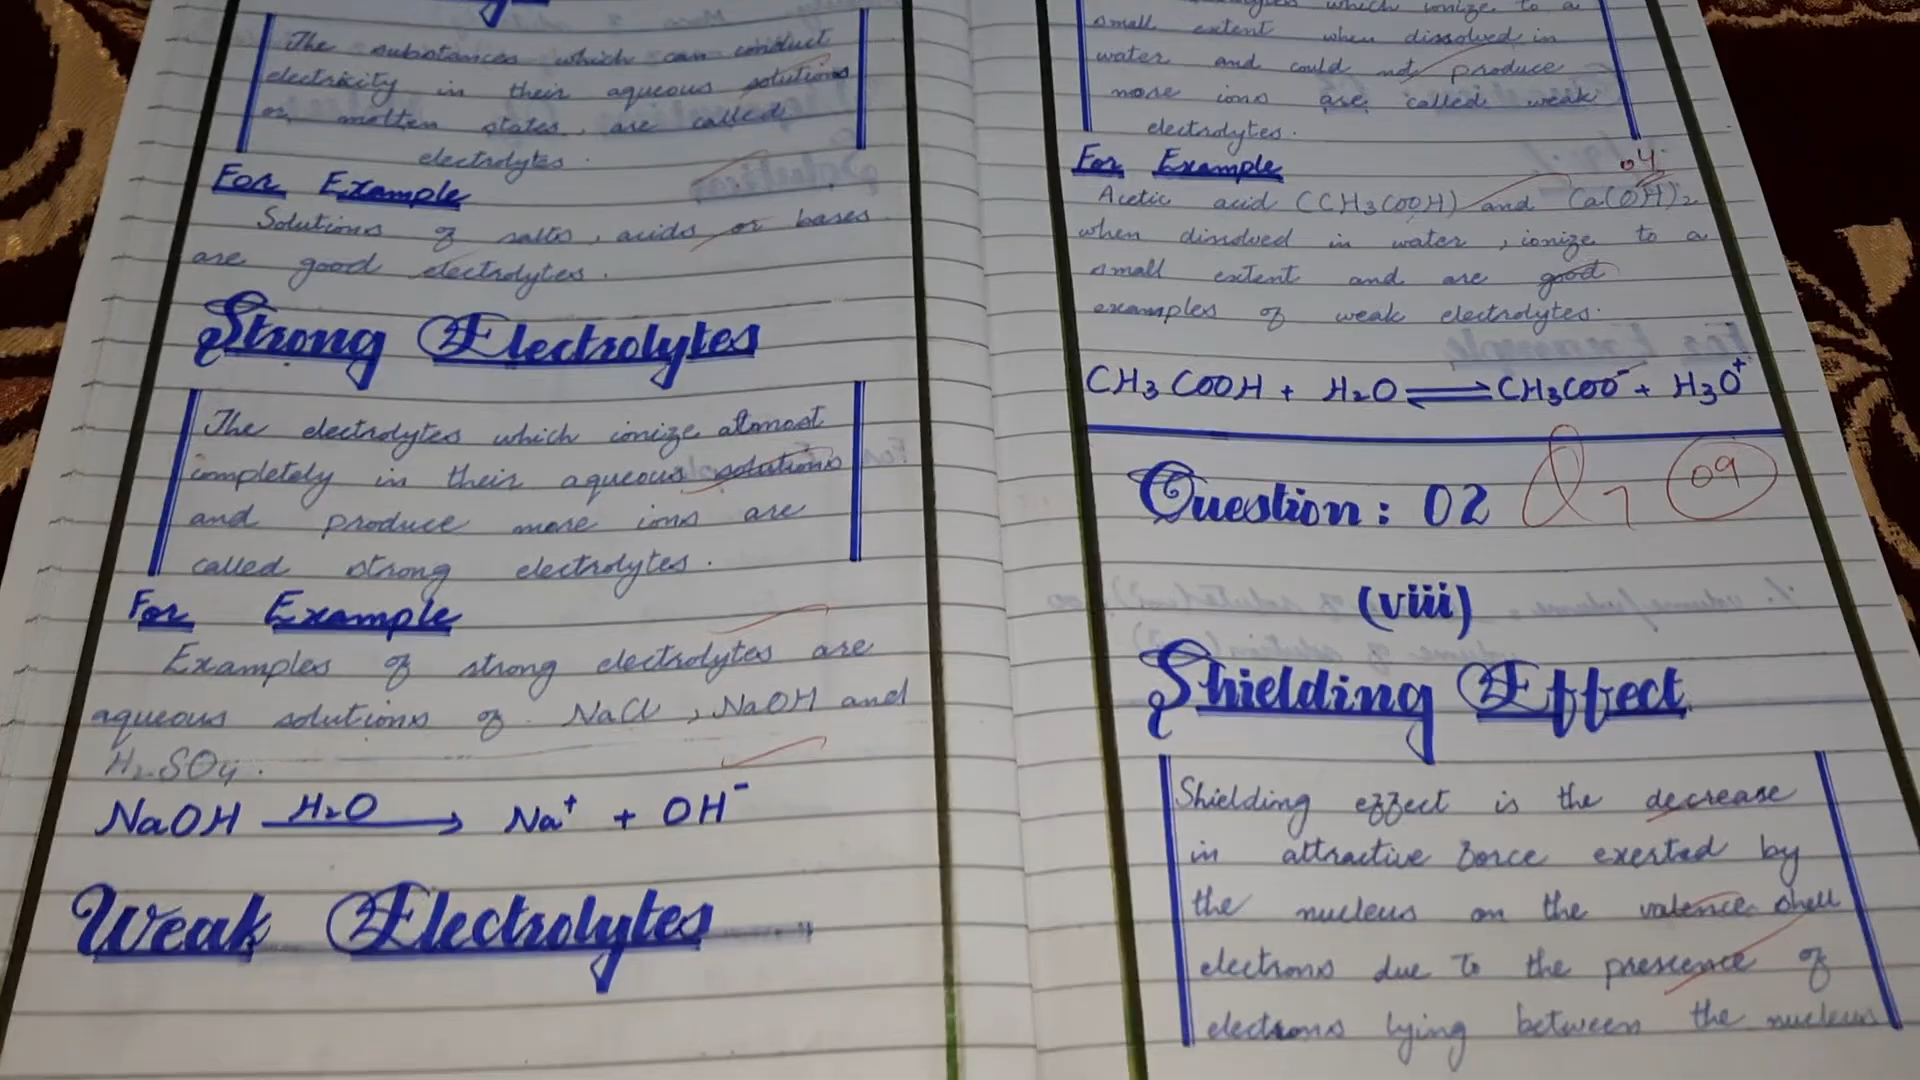 The substances which can conduct
electricity in their aqueous solutions
or molten states, are called
electrolytes.
For Example
Solutions of salts, acids or bases
are good electrolytes.
Strong Electrolytes
The electrolytes which ionize almost
completely in their aqueous solutions
and produce more ions are
called strong electrolytes.
For Example
Examples of strong electrolytes are
aqueous solutions of NaCl, NaOH and
H2SO4.
NaOH H2O → Na+ + OH-
Weak Electrolytes
which ionize to a
small extent when dissolved in
water and could not produce
more ions are called weak
electrolytes.
For Example
04
Acetic acid (CH3COOH) and Ca(OH)2
when dissolved in water, ionize to a
small extent and are good
examples of weak electrolytes.
CH3COOH + H2O ⇌ CH3COO- + H3O+
Question: 02
09
(viii)
Shielding Effect
Shielding effect is the decrease
in attractive force exerted by
the nucleus on the valence shell
electrons due to the presence of
electrons lying between the nucleus